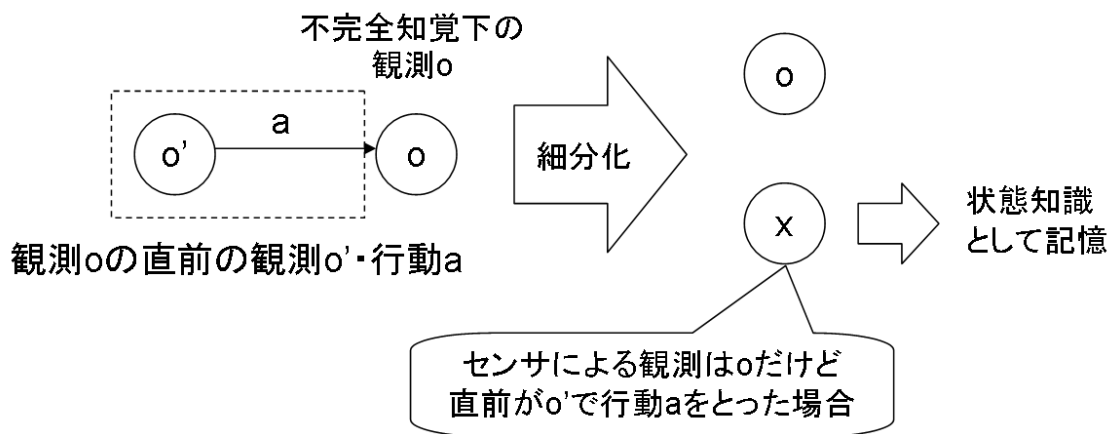 不完全知覚下の
観測o
o'
a
o
観測oの直前の観測o'・行動a
細分化
o
x
状態知識
として記憶
センサによる観測はoだけど
直前がo'で行動aをとった場合